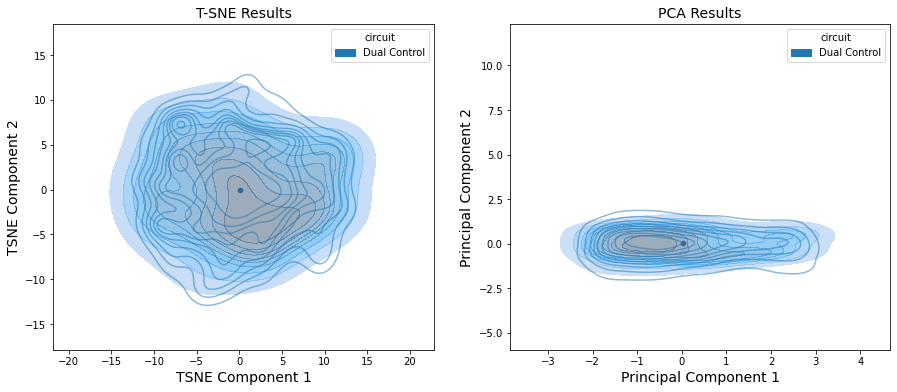 T-SNE Results
circuit
Dual Control
15
10
5
0
−5
−10
−15
−20 −15 −10 −5 0 5 10 15 20
TSNE Component 2
TSNE Component 1
PCA Results
circuit
Dual Control
10.0
7.5
5.0
2.5
0.0
−2.5
−5.0
−3 −2 −1 0 1 2 3 4
Principal Component 2
Principal Component 1